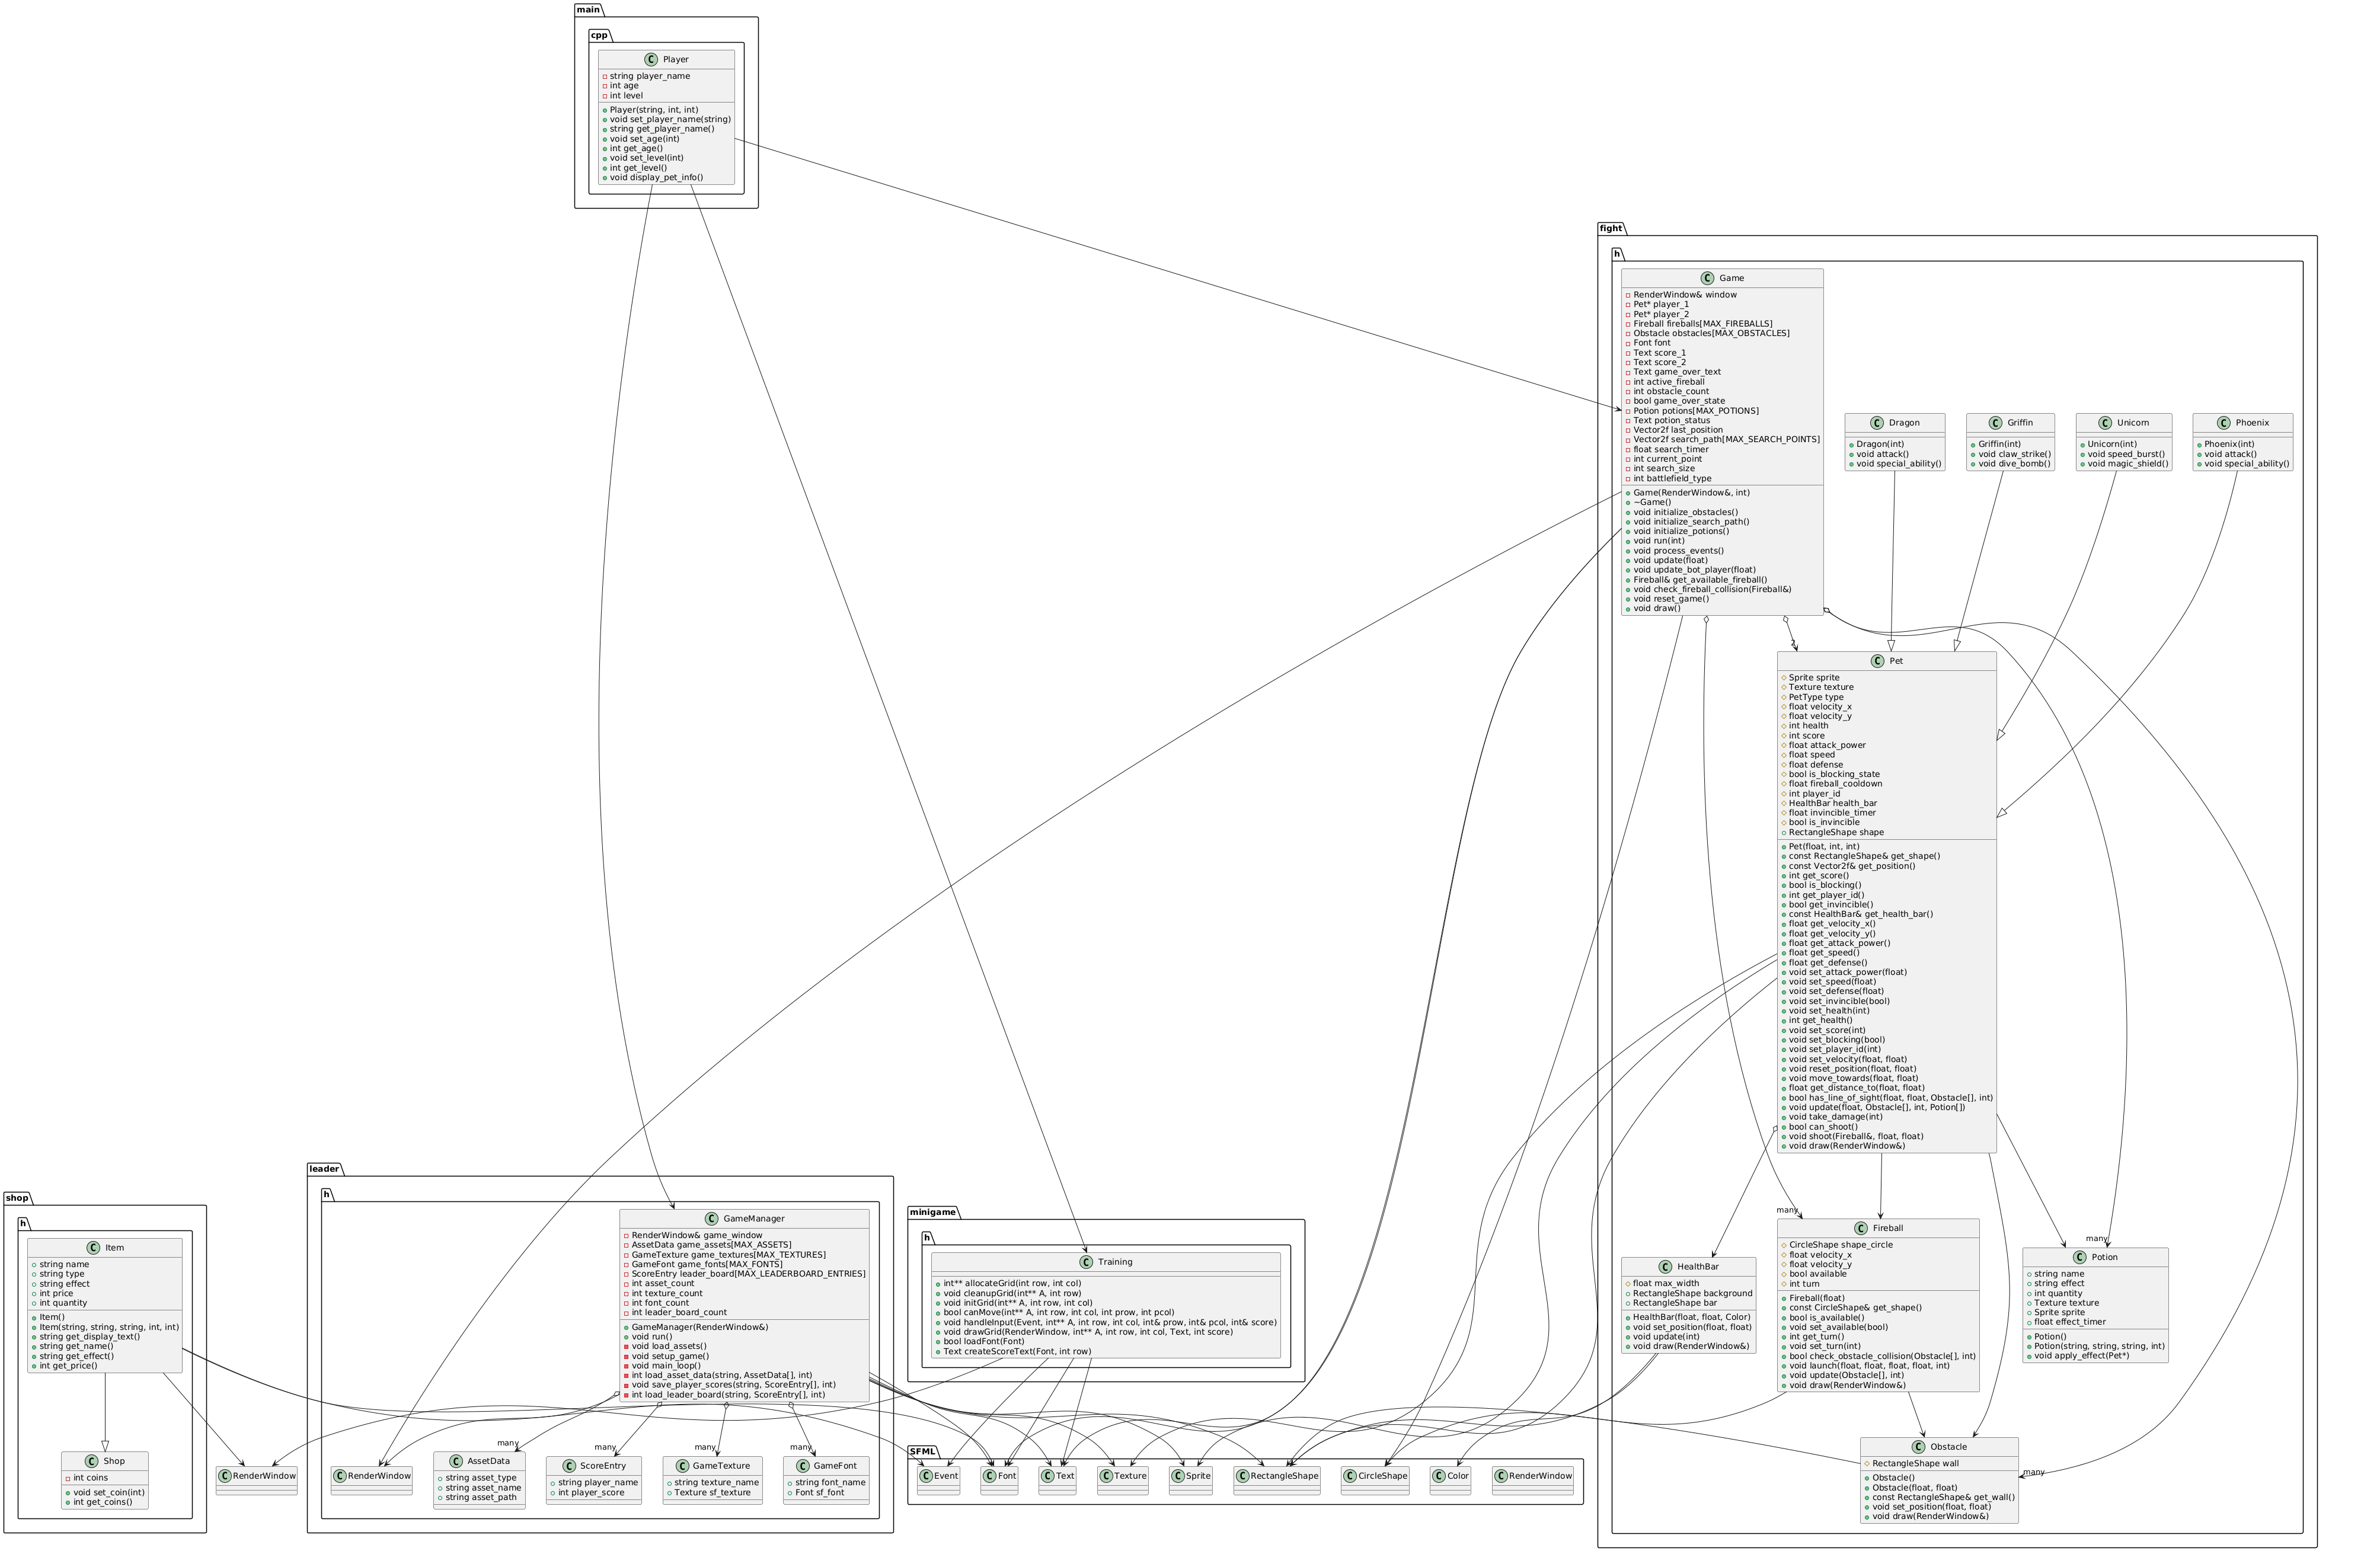 main
cpp
C Player
string player_name
int age
int level
Player(string, int, int)
void set_player_name(string)
string get_player_name()
void set_age(int)
int get_age()
void set_level(int)
int get_level()
void display_pet_info()
fight
h
C Game
RenderWindow& window
Pet* player_1
Pet* player_2
Fireball fireballs[MAX_FIREBALLS]
Obstacle obstacles[MAX_OBSTACLES]
Font font
Text score_1
Text score_2
Text game_over_text
int active_fireball
int obstacle_count
bool game_over_state
Potion potions[MAX_POTIONS]
Text potion_status
Vector2f last_position
Vector2f search_path[MAX_SEARCH_POINTS]
float search_timer
int current_point
int search_size
int battlefield_type
Game(RenderWindow&, int)
~Game()
void initialize_obstacles()
void initialize_search_path()
void initialize_potions()
void run(int)
void process_events()
void update(float)
void update_bot_player(float)
Fireball& get_available_fireball()
void check_fireball_collision(Fireball&)
void reset_game()
void draw()
C Dragon
Dragon(int)
void attack()
void special_ability()
C Griffin
Griffin(int)
void claw_strike()
void dive_bomb()
C Unicorn
Unicorn(int)
void speed_burst()
void magic_shield()
C Phoenix
Phoenix(int)
void attack()
void special_ability()
2
C Pet
Sprite sprite
Texture texture
PetType type
float velocity_x
float velocity_y
int health
int score
float attack_power
float speed
float defense
bool is_blocking_state
float fireball_cooldown
int player_id
HealthBar health_bar
float invincible_timer
bool is_invincible
RectangleShape shape
Pet(float, int, int)
const RectangleShape& get_shape()
const Vector2f& get_position()
int get_score()
bool is_blocking()
int get_player_id()
bool get_invincible()
const HealthBar& get_health_bar()
float get_velocity_x()
float get_velocity_y()
float get_attack_power()
float get_speed()
float get_defense()
void set_attack_power(float)
void set_speed(float)
void set_defense(float)
void set_invincible(bool)
void set_health(int)
int get_health()
void set_score(int)
void set_blocking(bool)
void set_player_id(int)
void set_velocity(float, float)
void reset_position(float, float)
void move_towards(float, float)
float get_distance_to(float, float)
bool has_line_of_sight(float, float, Obstacle[], int)
void update(float, Obstacle[], int, Potion[])
void take_damage(int)
bool can_shoot()
void shoot(Fireball&, float, float)
void draw(RenderWindow&)
shop
h
C Item
string name
string type
string effect
int price
int quantity
Item()
Item(string, string, string, int, int)
string get_display_text()
string get_name()
string get_effect()
int get_price()
C Shop
int coins
void set_coin(int)
int get_coins()
C RenderWindow
leader
h
C GameManager
RenderWindow& game_window
AssetData game_assets[MAX_ASSETS]
GameTexture game_textures[MAX_TEXTURES]
GameFont game_fonts[MAX_FONTS]
ScoreEntry leader_board[MAX_LEADERBOARD_ENTRIES]
int asset_count
int texture_count
int font_count
int leader_board_count
GameManager(RenderWindow&)
void run()
void load_assets()
void setup_game()
void main_loop()
int load_asset_data(string, AssetData[], int)
void save_player_scores(string, ScoreEntry[], int)
int load_leader_board(string, ScoreEntry[], int)
many
many
many
many
C RenderWindow
C AssetData
string asset_type
string asset_name
string asset_path
C ScoreEntry
string player_name
int player_score
C GameTexture
string texture_name
Texture sf_texture
C GameFont
string font_name
Font sf_font
minigame
h
C Training
int** allocateGrid(int row, int col)
void cleanupGrid(int** A, int row)
void initGrid(int** A, int row, int col)
bool canMove(int** A, int row, int col, int prow, int pcol)
void handleInput(Event, int** A, int row, int col, int& prow, int& pcol, int& score)
void drawGrid(RenderWindow, int** A, int row, int col, Text, int score)
bool loadFont(Font)
Text createScoreText(Font, int row)
SFML
C Event
C Font
C Text
C Texture
C Sprite
C RectangleShape
C CircleShape
C Color
C RenderWindow
C HealthBar
float max_width
RectangleShape background
RectangleShape bar
HealthBar(float, float, Color)
void set_position(float, float)
void update(int)
void draw(RenderWindow&)
many
C Fireball
CircleShape shape_circle
float velocity_x
float velocity_y
bool available
int turn
Fireball(float)
const CircleShape& get_shape()
bool is_available()
void set_available(bool)
int get_turn()
void set_turn(int)
bool check_obstacle_collision(Obstacle[], int)
void launch(float, float, float, float, int)
void update(Obstacle[], int)
void draw(RenderWindow&)
many
C Potion
string name
string effect
int quantity
Texture texture
Sprite sprite
float effect_timer
Potion()
Potion(string, string, string, int)
void apply_effect(Pet*)
many
C Obstacle
RectangleShape wall
Obstacle()
Obstacle(float, float)
const RectangleShape& get_wall()
void set_position(float, float)
void draw(RenderWindow&)